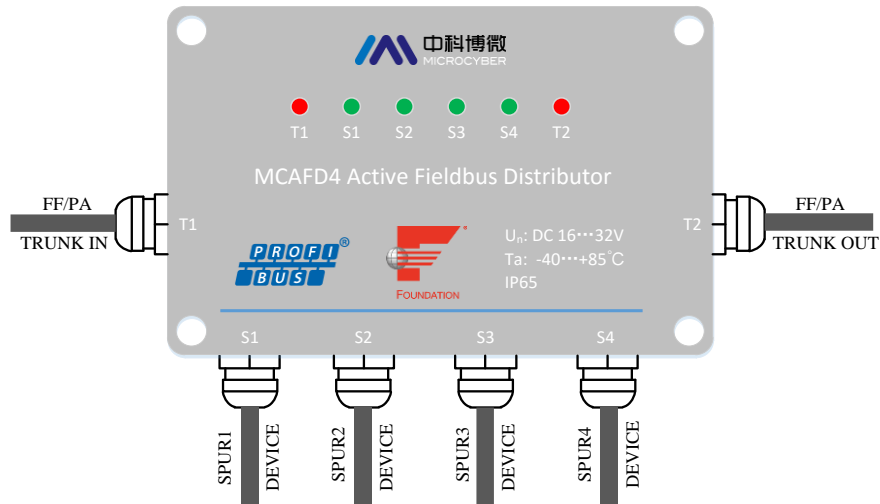 中科博微
MICROCYBER
T1 S1 S2 S3 S4 T2
MCAFD4 Active Fieldbus Distributor
FF/PA
TRUNK IN
T1
T2
FF/PA
TRUNK OUT
PROFI®
BUS
F®
FOUNDATION
Un: DC 16···32V
Ta: -40···+85℃
IP65
S1 S2 S3 S4
SPUR1
DEVICE
SPUR2
DEVICE
SPUR3
DEVICE
SPUR4
DEVICE